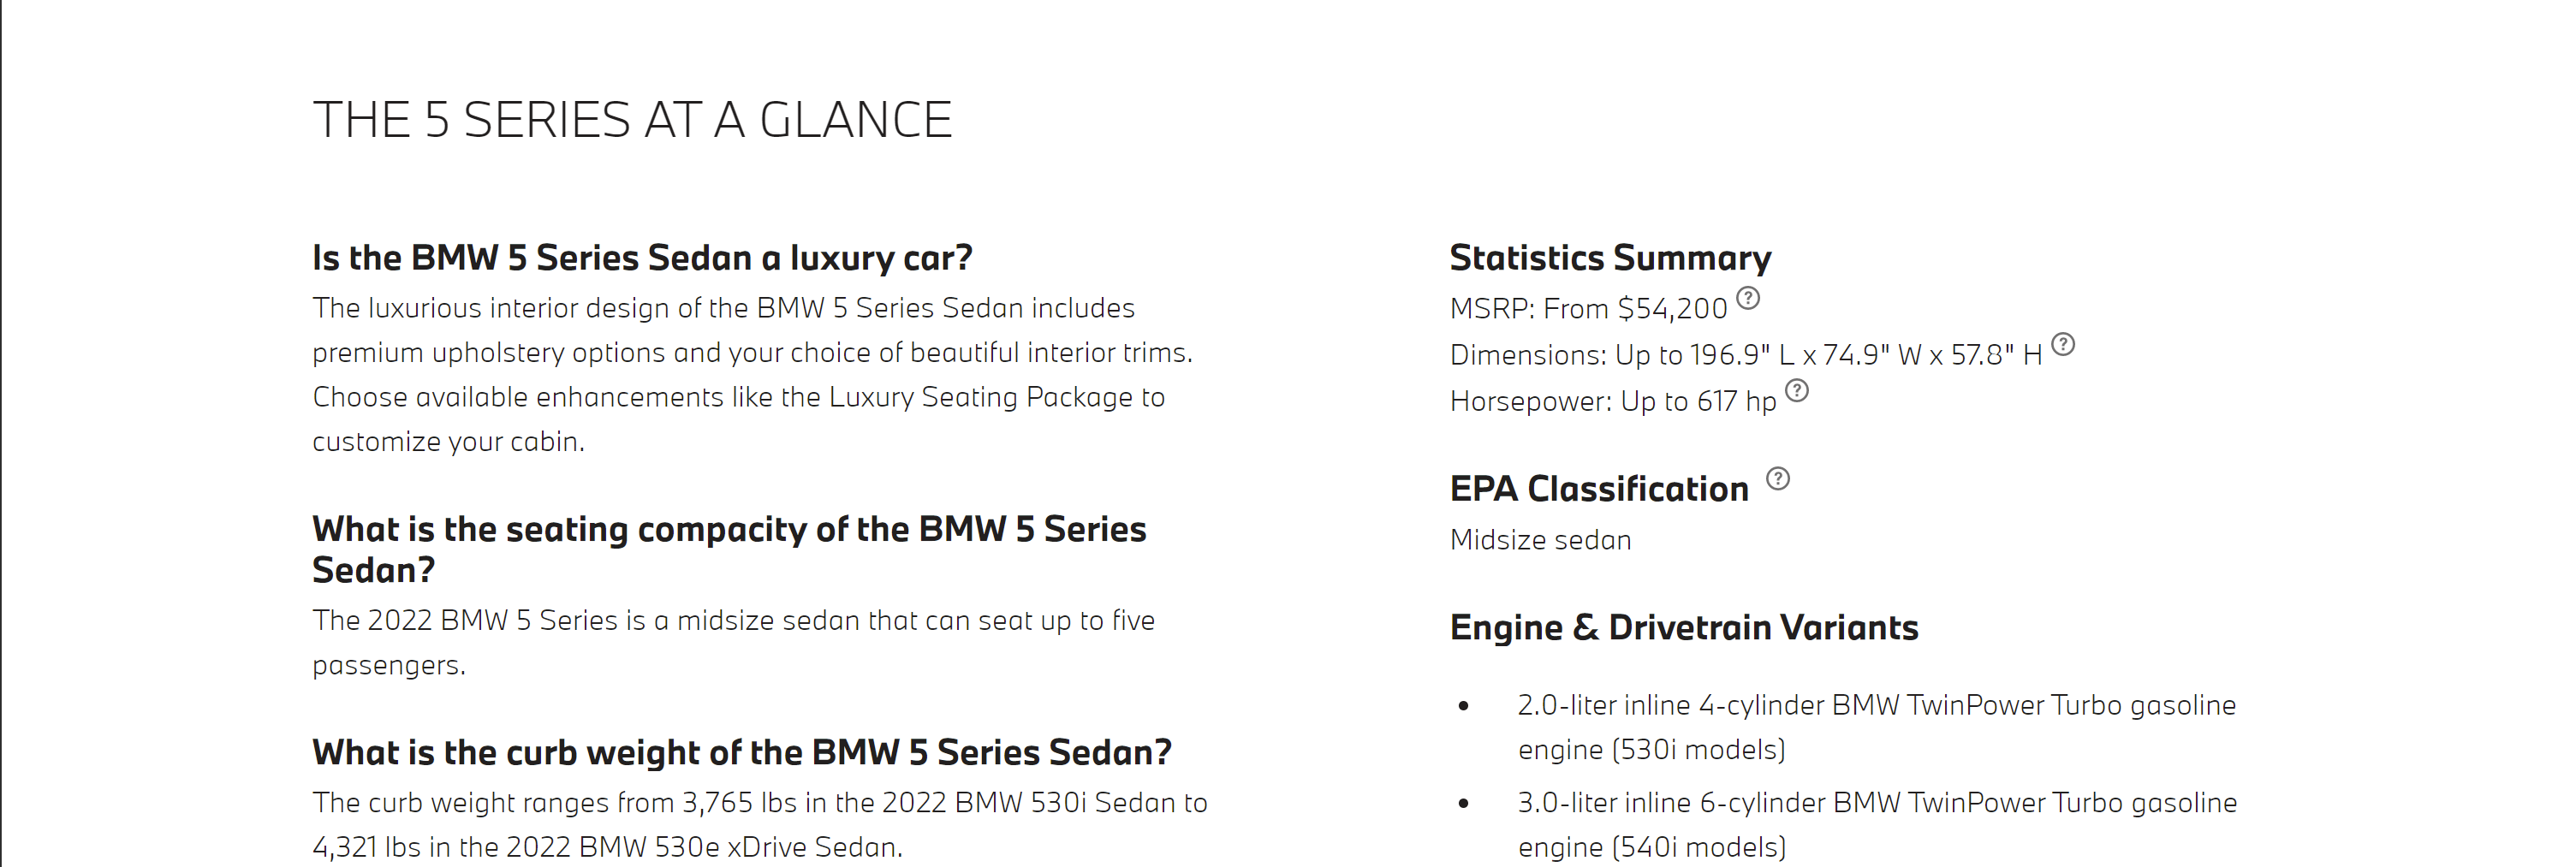 THE 5 SERIES AT A GLANCE
Is the BMW 5 Series Sedan a luxury car?
The luxurious interior design of the BMW 5 Series Sedan includes
premium upholstery options and your choice of beautiful interior trims.
Choose available enhancements like the Luxury Seating Package to
customize your cabin.
What is the seating compacity of the BMW 5 Series
Sedan?
The 2022 BMW 5 Series is a midsize sedan that can seat up to five
passengers.
What is the curb weight of the BMW 5 Series Sedan?
The curb weight ranges from 3,765 lbs in the 2022 BMW 530i Sedan to
4,321 lbs in the 2022 BMW 530e xDrive Sedan.
Statistics Summary
MSRP: From $54,200 ?
Dimensions: Up to 196.9" L x 74.9" W x 57.8" H ?
Horsepower: Up to 617 hp ?
EPA Classification ?
Midsize sedan
Engine & Drivetrain Variants
• 2.0-liter inline 4-cylinder BMW TwinPower Turbo gasoline
engine (530i models)
• 3.0-liter inline 6-cylinder BMW TwinPower Turbo gasoline
engine (540i models)